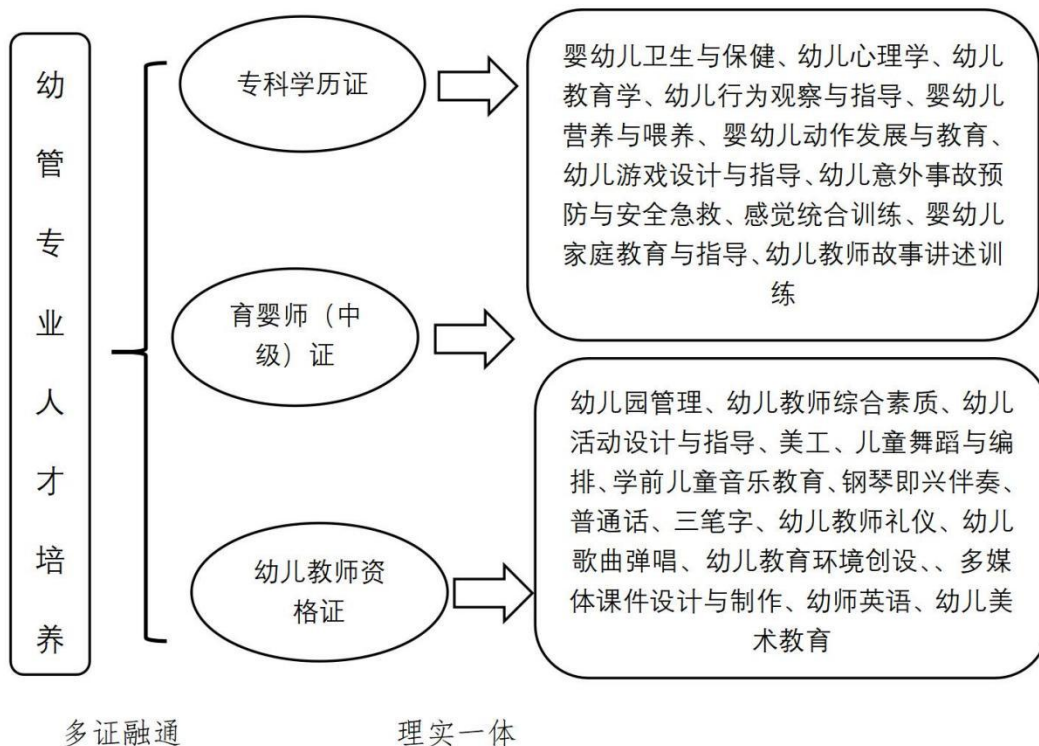 幼管专业人才培养
专科学历证
婴幼儿卫生与保健、幼儿心理学、幼儿
教育学、幼儿行为观察与指导、婴幼儿
营养与喂养、婴幼儿动作发展与教育、
幼儿游戏设计与指导、幼儿意外事故预
防与安全急救、感觉统合训练、婴幼儿
家庭教育与指导、幼儿教师故事讲述训
练
育婴师（中
级）证
幼儿教师资
格证
幼儿园管理、幼儿教师综合素质、幼儿
活动设计与指导、美工、儿童舞蹈与编
排、学前儿童音乐教育、钢琴即兴伴奏、
普通话、三笔字、幼儿教师礼仪、幼儿
歌曲弹唱、幼儿教育环境创设、、多媒
体课件设计与制作、幼师英语、幼儿美
术教育
多证融通 理实一体